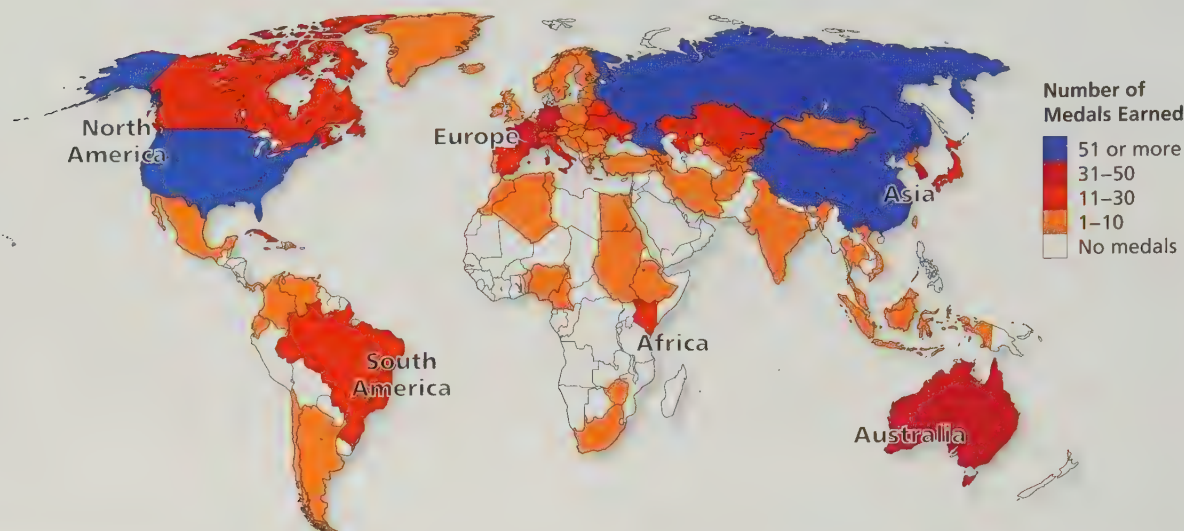 North
America
Europe
Asia
Africa
South
America
Australia
Number of
Medals Earned
51 or more
31–50
11–30
1–10
No medals